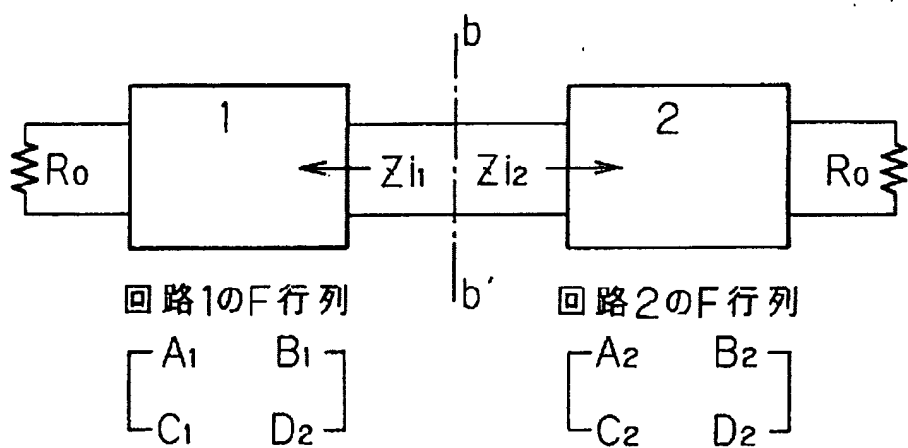 b
1
2
Ro
Zi1
Zi2
Ro
b'
回路1のF行列
回路2のF行列
A1 B1
C1 D2
A2 B2
C2 D2